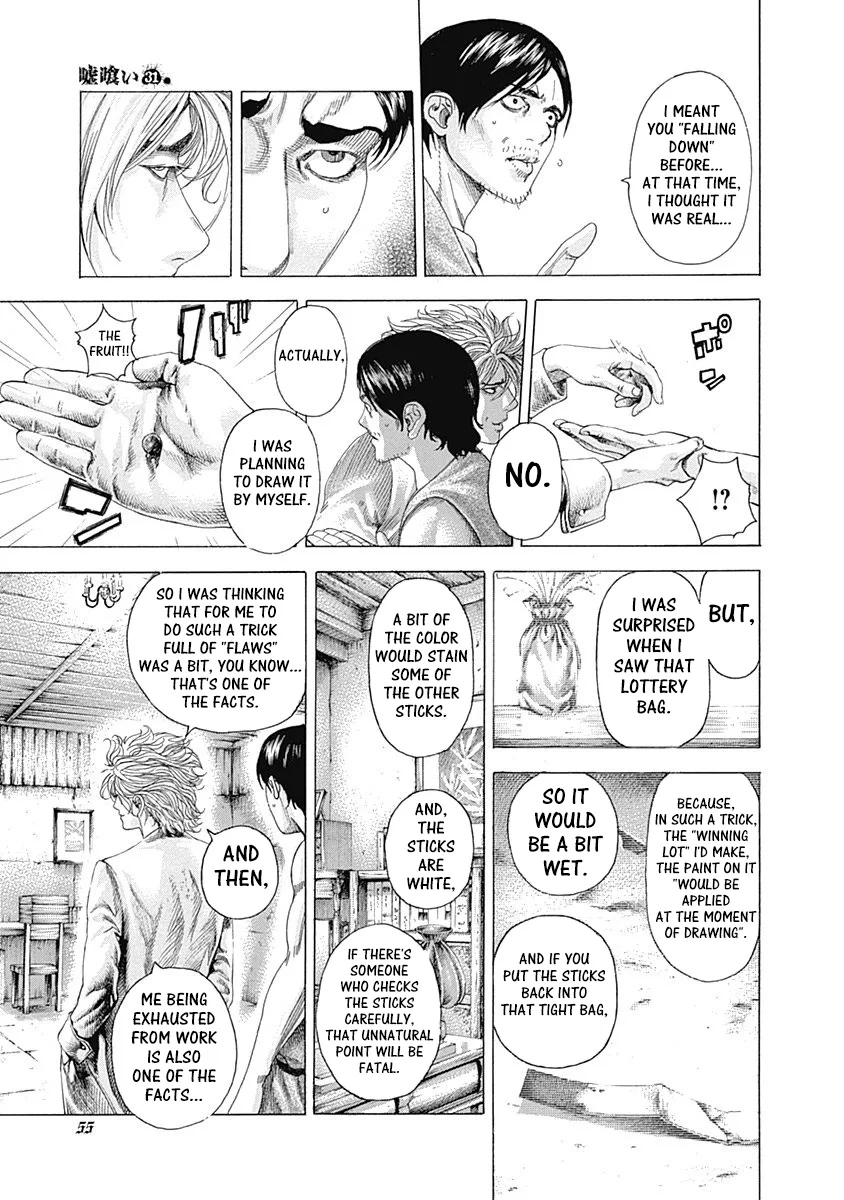 嘘喰い 31
I MEANT
YOU "FALLING
DOWN"
BEFORE...
AT THAT TIME,
I THOUGHT IT
WAS REAL...
ピン
!?
NO.
ACTUALLY,
I WAS
PLANNING
TO DRAW IT
BY MYSELF.
THE
FRUIT!!
BUT,
I WAS
SURPRISED
WHEN I
SAW THAT
LOTTERY
BAG.
BECAUSE,
IN SUCH A TRICK,
THE "WINNING
LOT" I'D MAKE,
THE PAINT ON IT
"WOULD BE
APPLIED
AT THE MOMENT
OF DRAWING".
SO IT
WOULD
BE A BIT
WET.
AND IF YOU
PUT THE STICKS
BACK INTO
THAT TIGHT BAG,
A BIT OF
THE COLOR
WOULD STAIN
SOME OF
THE OTHER
STICKS.
AND,
THE
STICKS
ARE
WHITE,
IF THERE'S
SOMEONE
WHO CHECKS
THE STICKS
CAREFULLY,
THAT UNNATURAL
POINT WILL BE
FATAL.
SO I WAS THINKING
THAT FOR ME TO
DO SUCH A TRICK
FULL OF "FLAWS"
WAS A BIT, YOU KNOW...
THAT'S ONE OF
THE FACTS.
AND
THEN,
ME BEING
EXHAUSTED
FROM WORK
IS ALSO
ONE OF THE
FACTS...
55